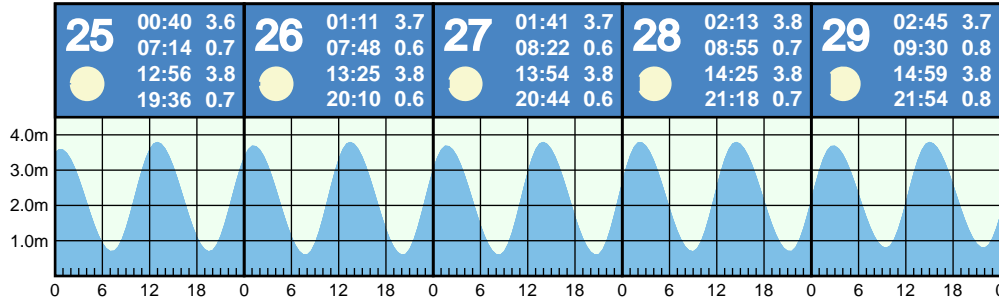 25 00:40 3.6 26 01:11 3.7 27 01:41 3.7 28 02:13 3.8 29 02:45 3.7
07:14 0.7 07:48 0.6 08:22 0.6 08:55 0.7 09:30 0.8
12:56 3.8 13:25 3.8 13:54 3.8 14:25 3.8 14:59 3.8
19:36 0.7 20:10 0.6 20:44 0.6 21:18 0.7 21:54 0.8
4.0m
3.0m
2.0m
1.0m
0 6 12 18 0 6 12 18 0 6 12 18 0 6 12 18 0 6 12 18 0